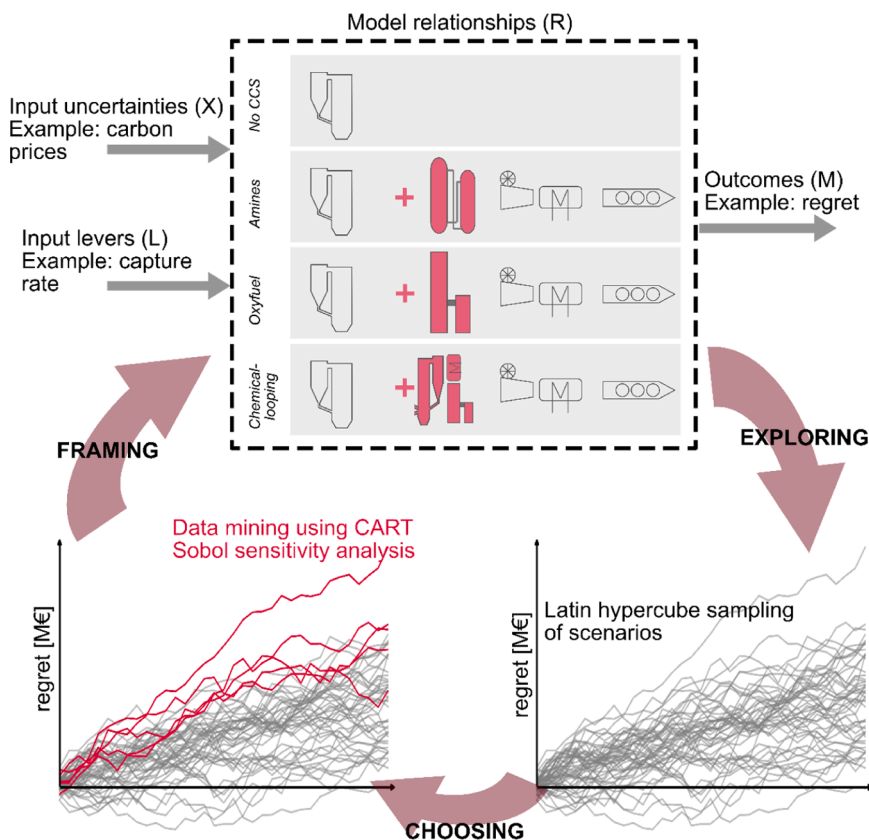 Model relationships (R)
Input uncertainties (X)
Example: carbon
prices
Input levers (L)
Example: capture
rate
No CCS
Amines
M
Oxyfuel
M
Chemical-
looping
M
M
Outcomes (M)
Example: regret
FRAMING
EXPLORING
Data mining using CART
Sobol sensitivity analysis
regret [M€]
Latin hypercube sampling
of scenarios
regret [M€]
CHOOSING